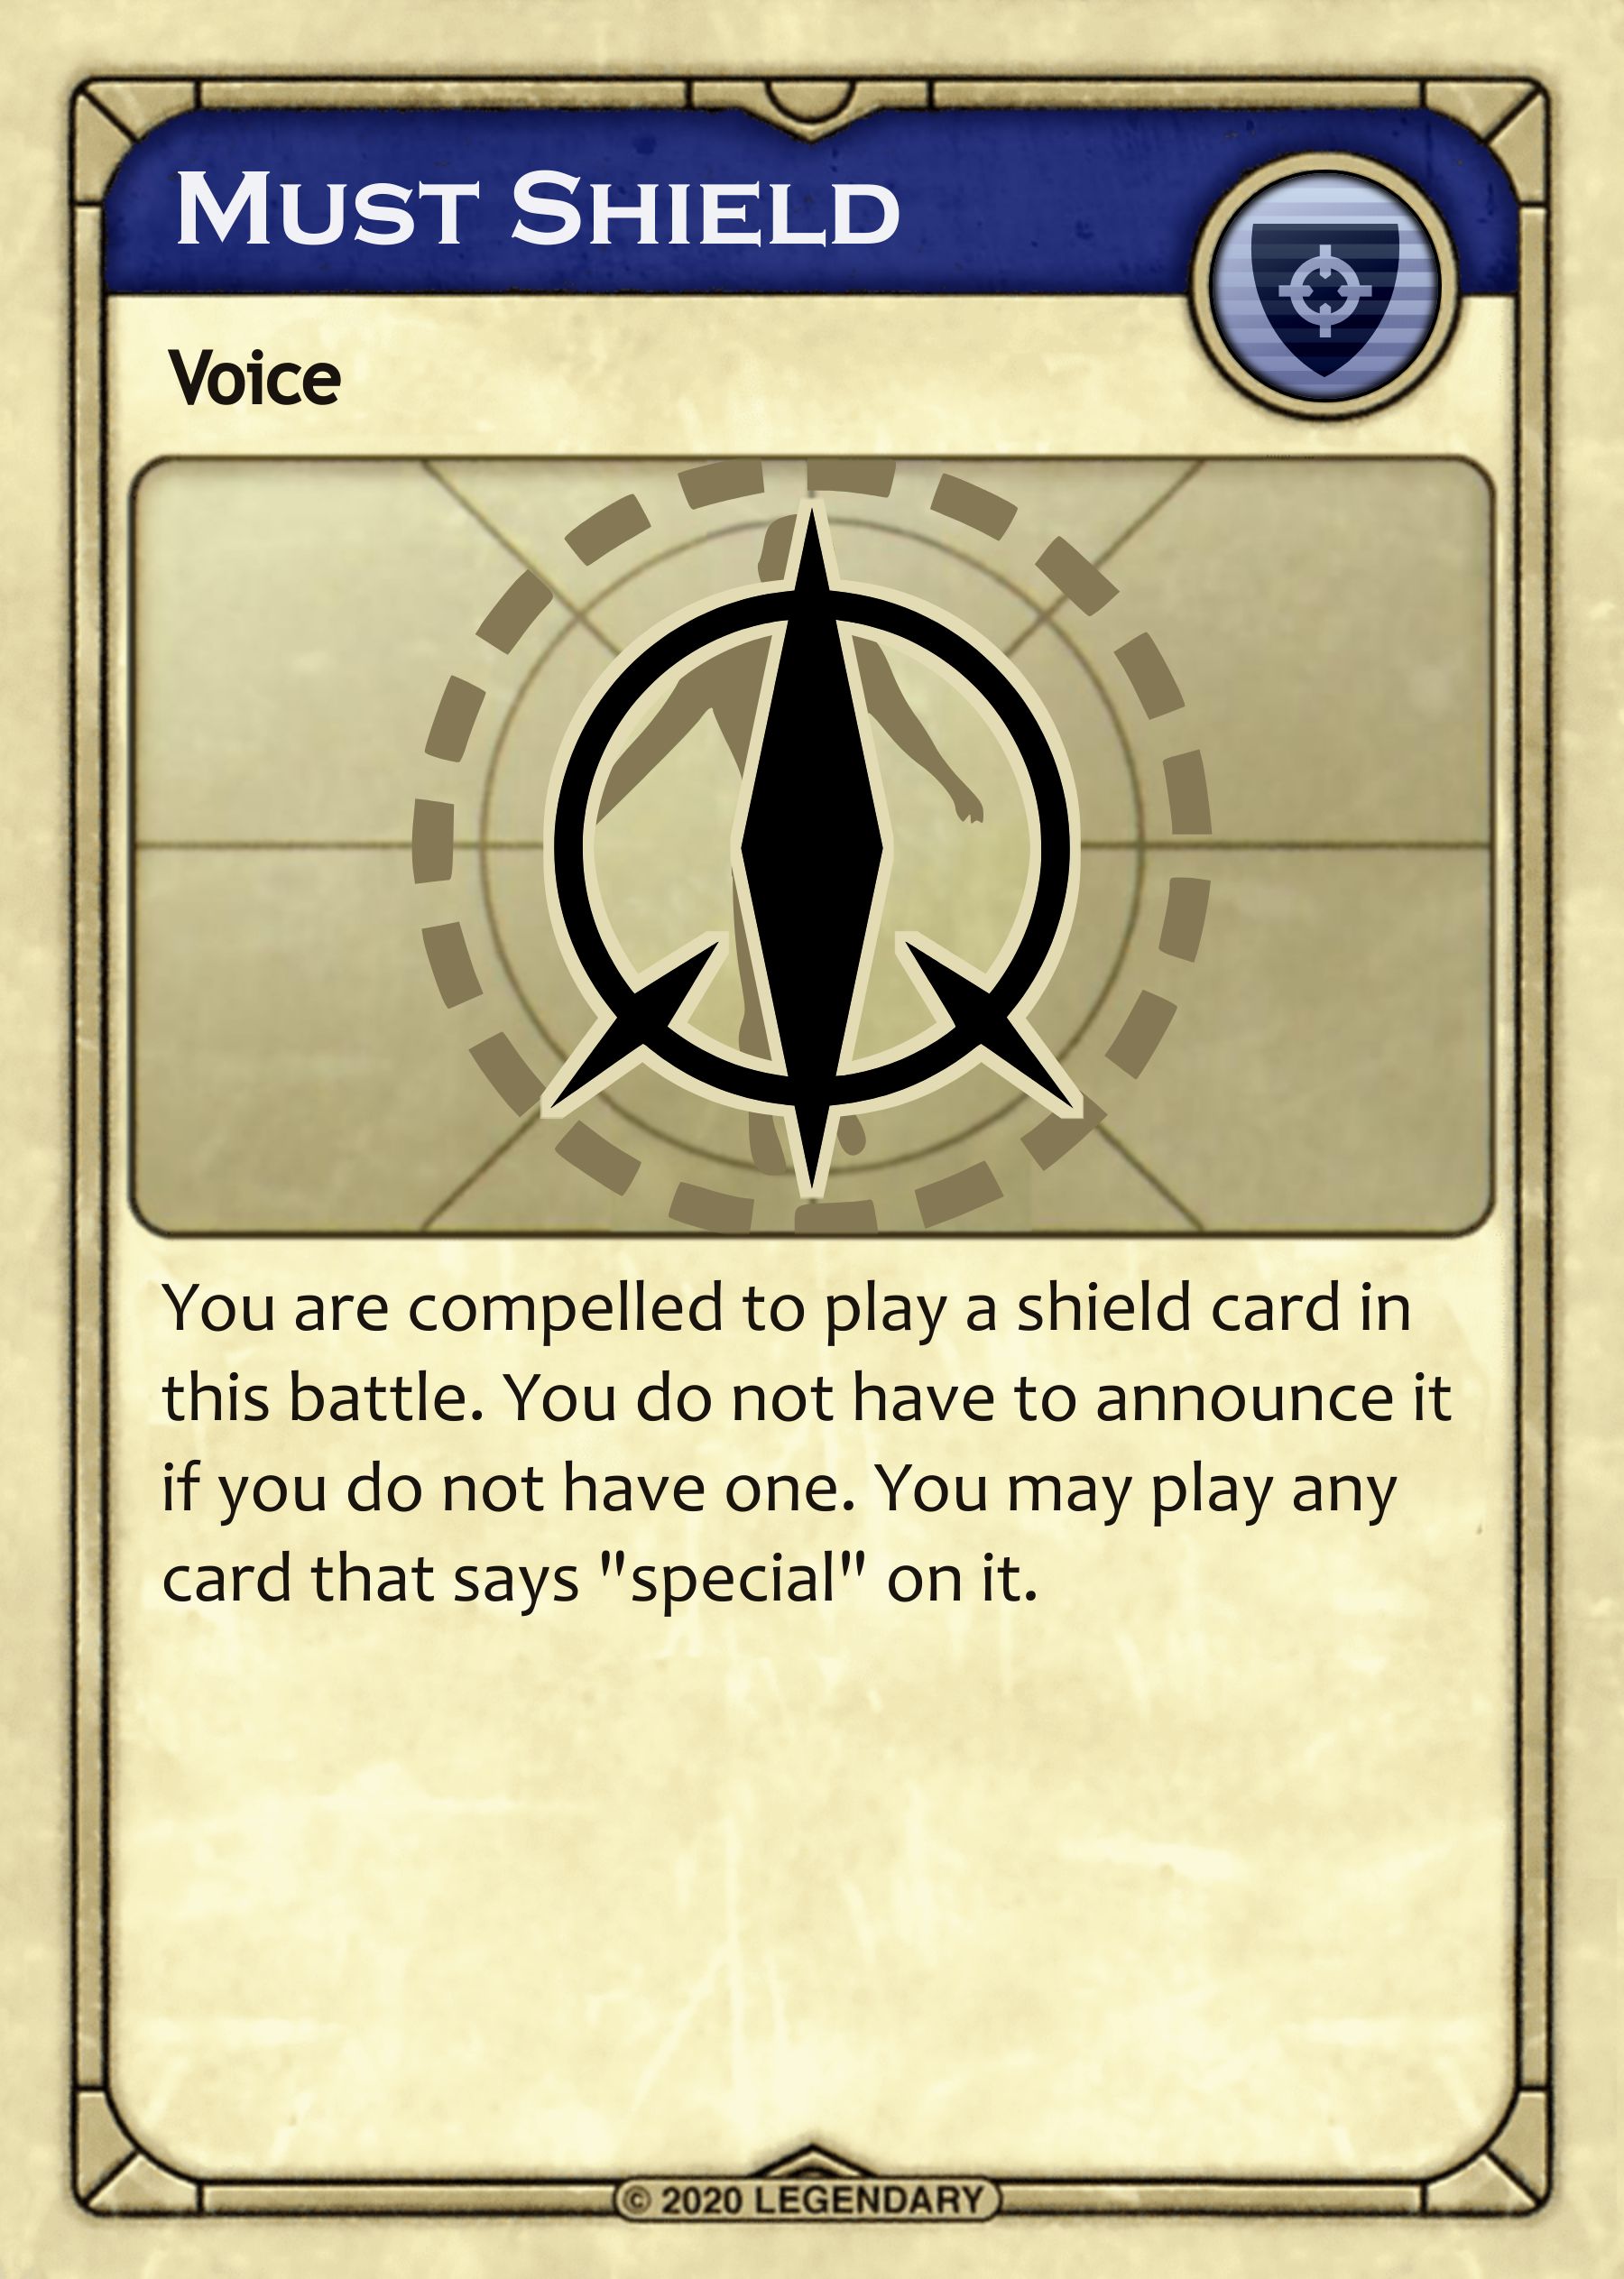 Must Shield
Voice
You are compelled to play a shield card in
this battle. You do not have to announce it
if you do not have one. You may play any
card that says "special" on it.
© 2020 LEGENDARY